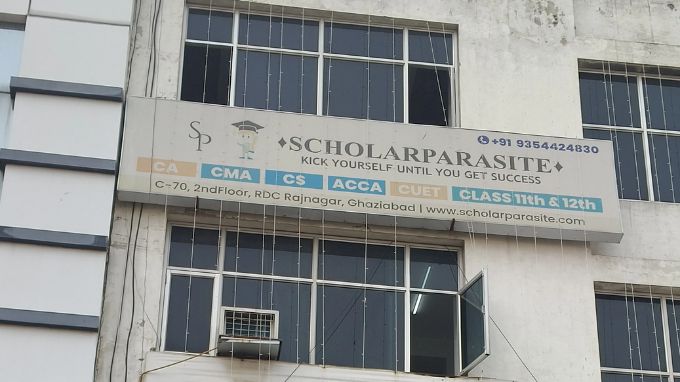 SP
SCHOLARPARASITE
+91 9354424830
KICK YOURSELF UNTIL YOU GET SUCCESS
CA CMA CS ACCA CUET CLASS 11th & 12th
C-70, 2ndFloor, RDC Rajnagar, Ghaziabad | www.scholarparasite.com